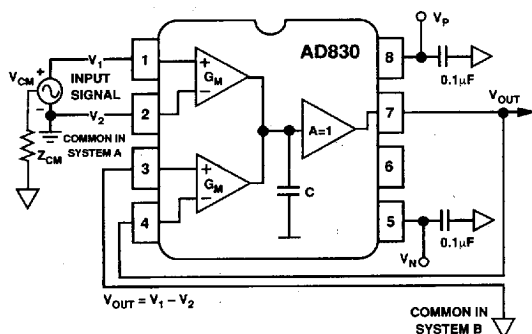 VP
AD830
0.1µF
V1
1
+
GM
–
8
VCM
+
–
INPUT
SIGNAL
V2
2
A=1
7
VOUT
COMMON IN
SYSTEM A
ZCM
3
+
GM
–
C
6
4
5
0.1µF
VN
VOUT = V1 – V2
COMMON IN
SYSTEM B